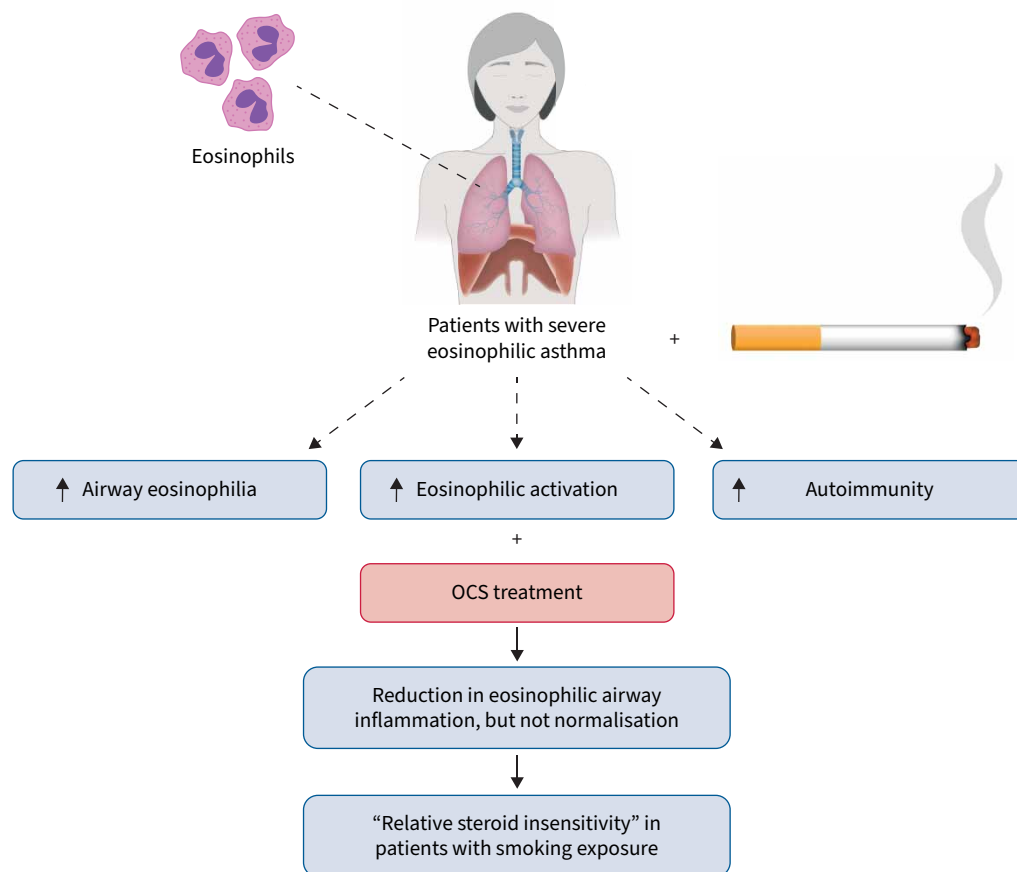 Eosinophils
Patients with severe
eosinophilic asthma
+
↑ Airway eosinophilia
↑ Eosinophilic activation
↑ Autoimmunity
+
OCS treatment
Reduction in eosinophilic airway
inflammation, but not normalisation
“Relative steroid insensitivity” in
patients with smoking exposure